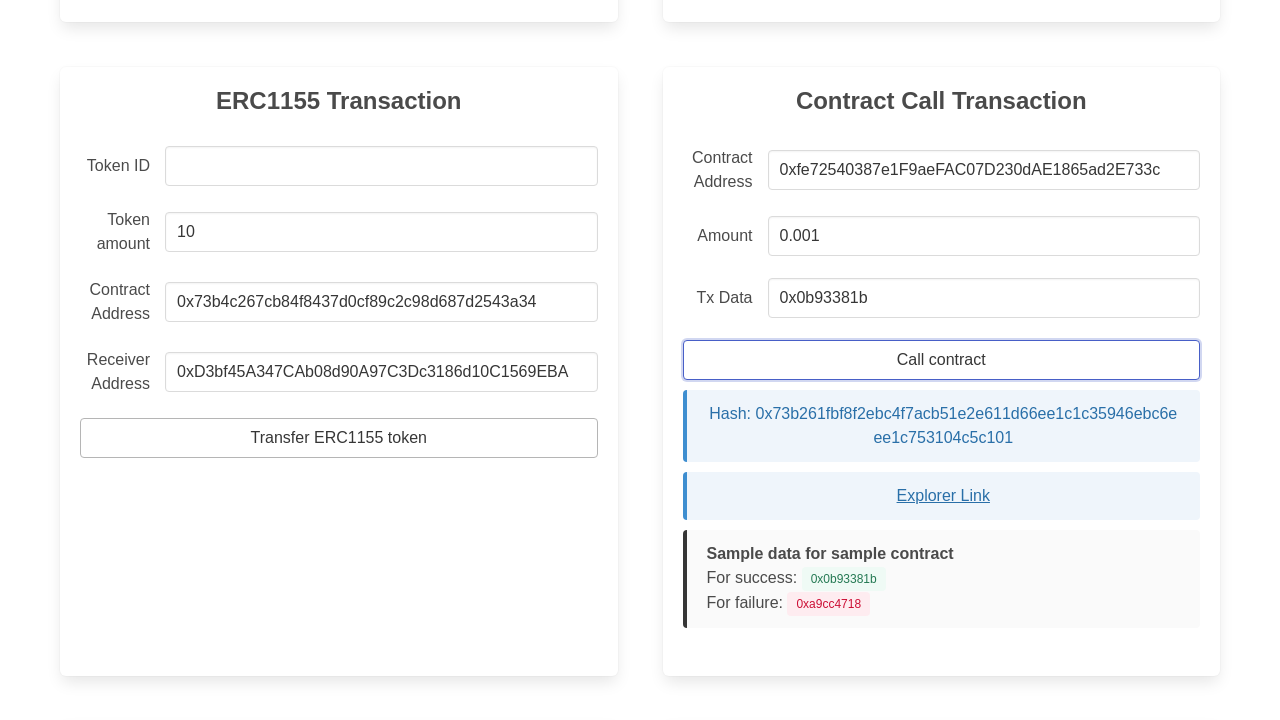 ERC1155 Transaction
Token ID
Token
amount
10
Contract
Address
0x73b4c267cb84f8437d0cf89c2c98d687d2543a34
Receiver
Address
0xD3bf45A347CAb08d90A97C3Dc3186d10C1569EBA
Transfer ERC1155 token
Contract Call Transaction
Contract
Address
0xfe72540387e1F9aeFAC07D230dAE1865ad2E733c
Amount
0.001
Tx Data
0x0b93381b
Call contract
Hash: 0x73b261fbf8f2ebc4f7acb51e2e611d66ee1c1c35946ebc6e
ee1c753104c5c101
Explorer Link
Sample data for sample contract
For success: 0x0b93381b
For failure: 0xa9cc4718